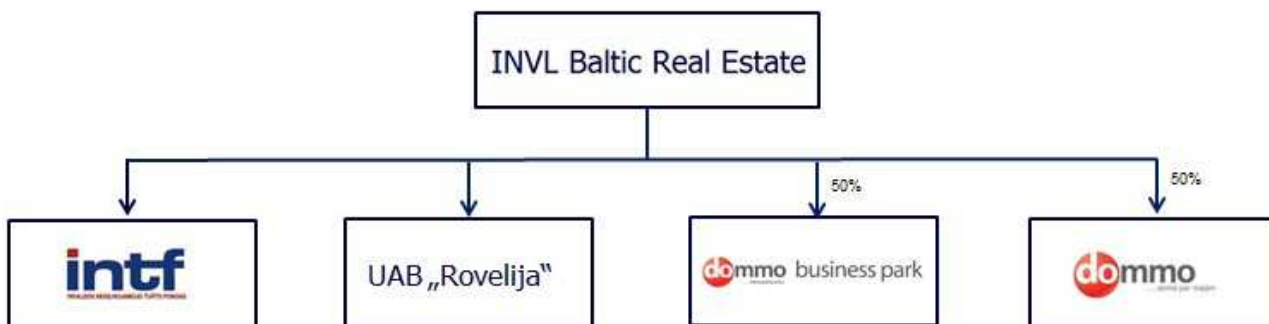 INVL Baltic Real Estate
50%
50%
intf
UAB „Rovelija“
dommo business park
dommo